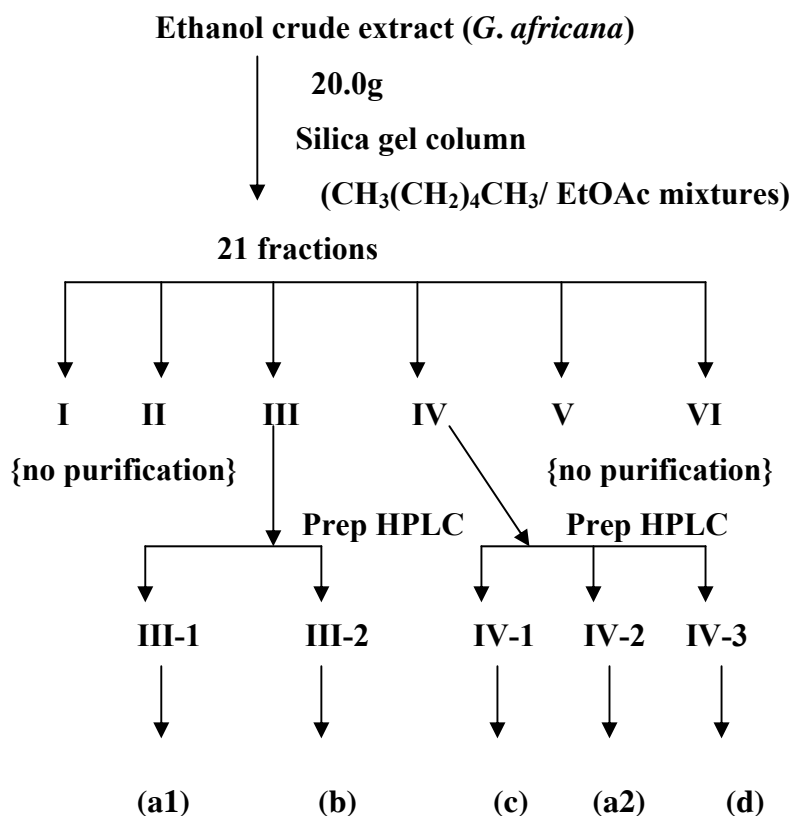 Ethanol crude extract (G. africana)
20.0g
Silica gel column
(CH₃(CH₂)₄CH₃/ EtOAc mixtures)
21 fractions
I II III IV V VI
{no purification} {no purification}
Prep HPLC Prep HPLC
III-1 III-2 IV-1 IV-2 IV-3
(a1) (b) (c) (a2) (d)